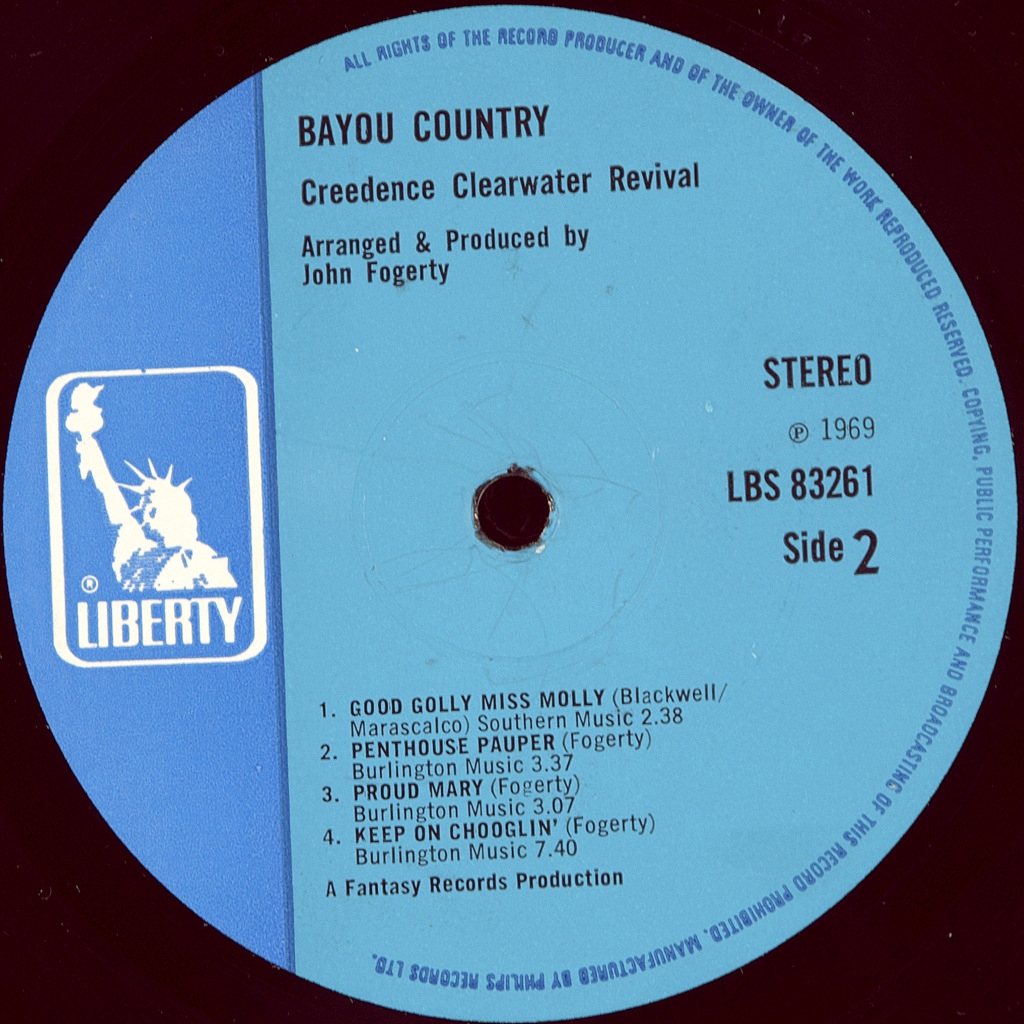 ALL RIGHTS OF THE RECORD PRODUCER AND OF THE OWNER OF THE WORK REPRODUCED RESERVED. COPYING, PUBLIC PERFORMANCE AND BROADCASTING OF THIS RECORD PROHIBITED. MANUFACTURED BY PHILIPS RECORDS LTD.
BAYOU COUNTRY
Creedence Clearwater Revival
Arranged & Produced by
John Fogerty
STEREO
℗ 1969
LBS 83261
Side 2
®
LIBERTY
1. GOOD GOLLY MISS MOLLY (Blackwell/
Marascalco) Southern Music 2.38
2. PENTHOUSE PAUPER (Fogerty)
Burlington Music 3.37
3. PROUD MARY (Fogerty)
Burlington Music 3.07
4. KEEP ON CHOOGLIN' (Fogerty)
Burlington Music 7.40
A Fantasy Records Production